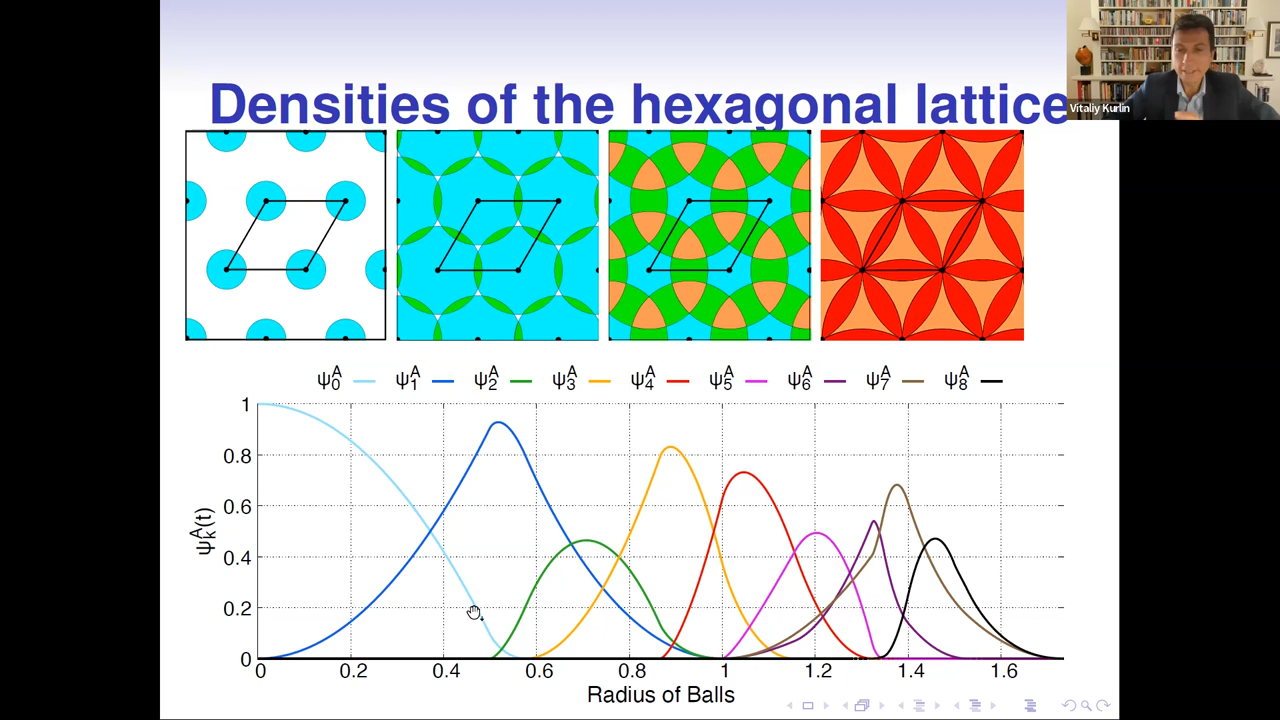 Densities of the hexagonal lattice
Vitaliy Kurlin
ψ₀ᴬ ψ₁ᴬ ψ₂ᴬ ψ₃ᴬ ψ₄ᴬ ψ₅ᴬ ψ₆ᴬ ψ₇ᴬ ψ₈ᴬ
1
0.8
0.6
0.4
0.2
0
ψₖᴬ(t)
0 0.2 0.4 0.6 0.8 1 1.2 1.4 1.6
Radius of Balls